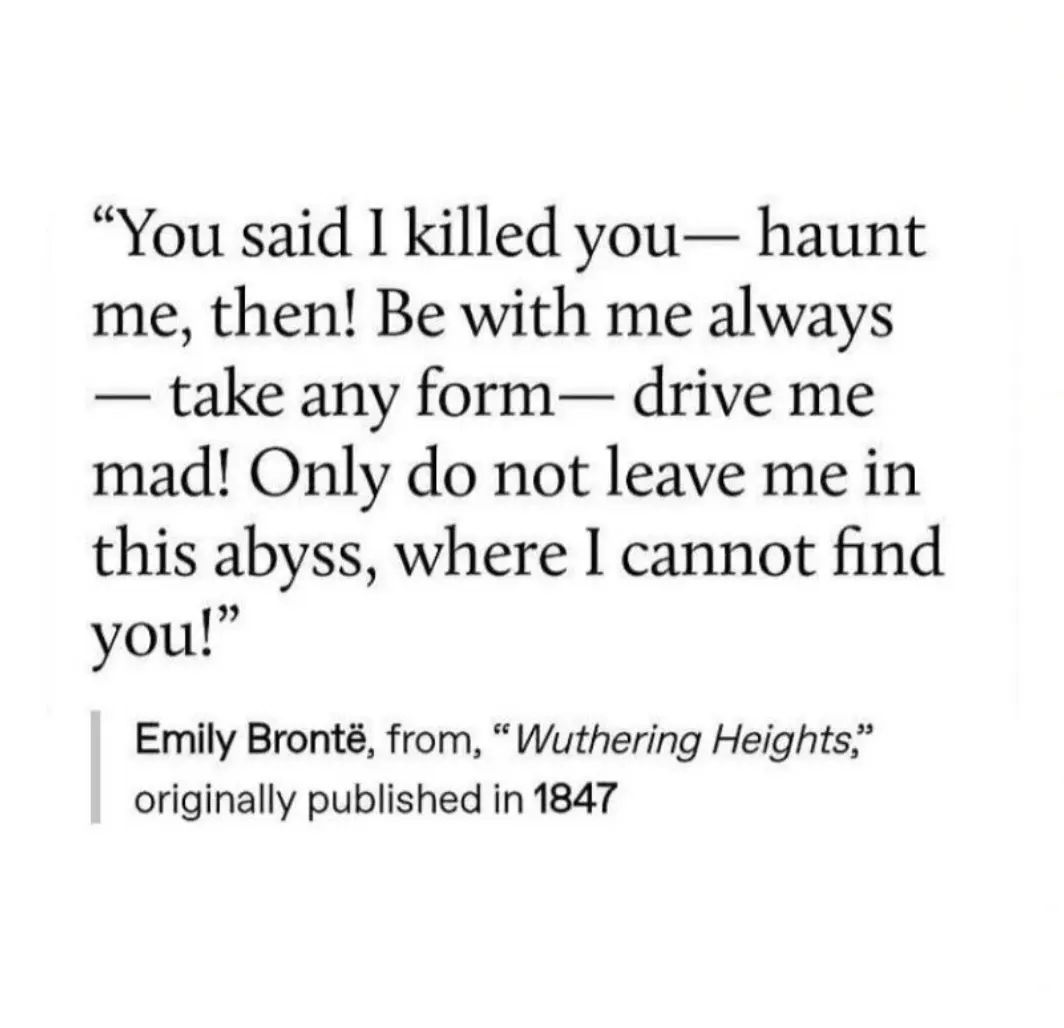 “You said I killed you— haunt
me, then! Be with me always
— take any form— drive me
mad! Only do not leave me in
this abyss, where I cannot find
you!”
Emily Brontë, from, “Wuthering Heights,”
originally published in 1847